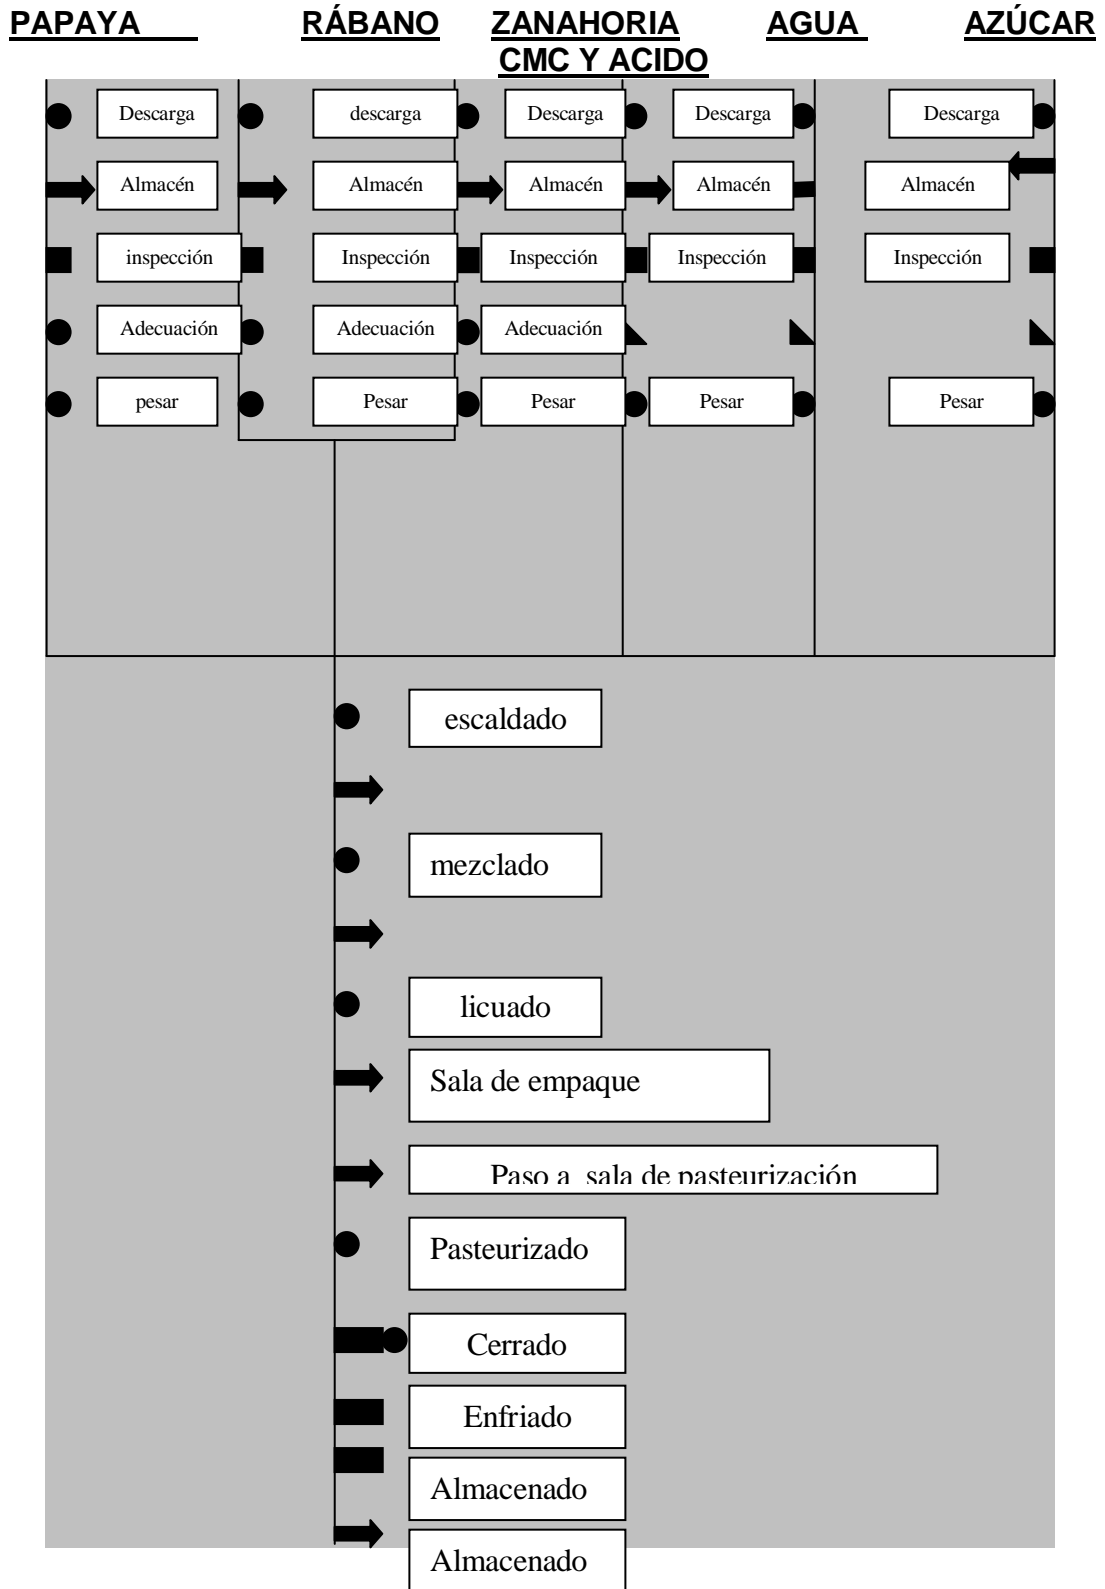 PAPAYA RÁBANO ZANAHORIA AGUA AZÚCAR
CMC Y ACIDO
Descarga descarga Descarga Descarga Descarga
Almacén Almacén Almacén Almacén Almacén
inspección Inspección Inspección Inspección Inspección
Adecuación Adecuación Adecuación
pesar Pesar Pesar Pesar Pesar
escaldado
mezclado
licuado
Sala de empaque
Paso a sala de pasteurización
Pasteurizado
Cerrado
Enfriado
Almacenado
Almacenado